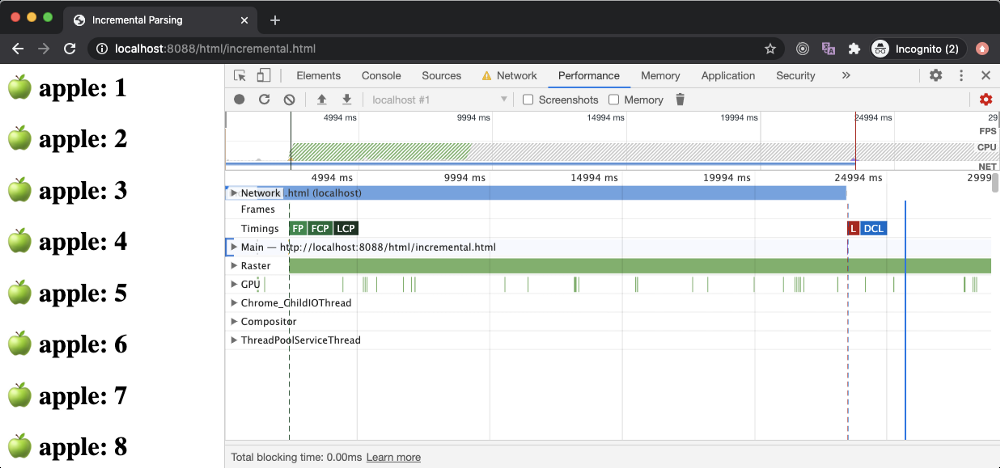 Incremental Parsing
localhost:8088/html/incremental.html
Incognito (2)
apple: 1
apple: 2
apple: 3
apple: 4
apple: 5
apple: 6
apple: 7
apple: 8
Elements Console Sources Network Performance Memory Application Security
localhost #1 Screenshots Memory
4994 ms 9994 ms 14994 ms 19994 ms 24994 ms 29
FPS
CPU
NET
4994 ms 9994 ms 14994 ms 19994 ms 24994 ms 2999
Network .html (localhost)
Frames
Timings FP FCP LCP L DCL
Main — http://localhost:8088/html/incremental.html
Raster
GPU
Chrome_ChildIOThread
Compositor
ThreadPoolServiceThread
Total blocking time: 0.00ms Learn more